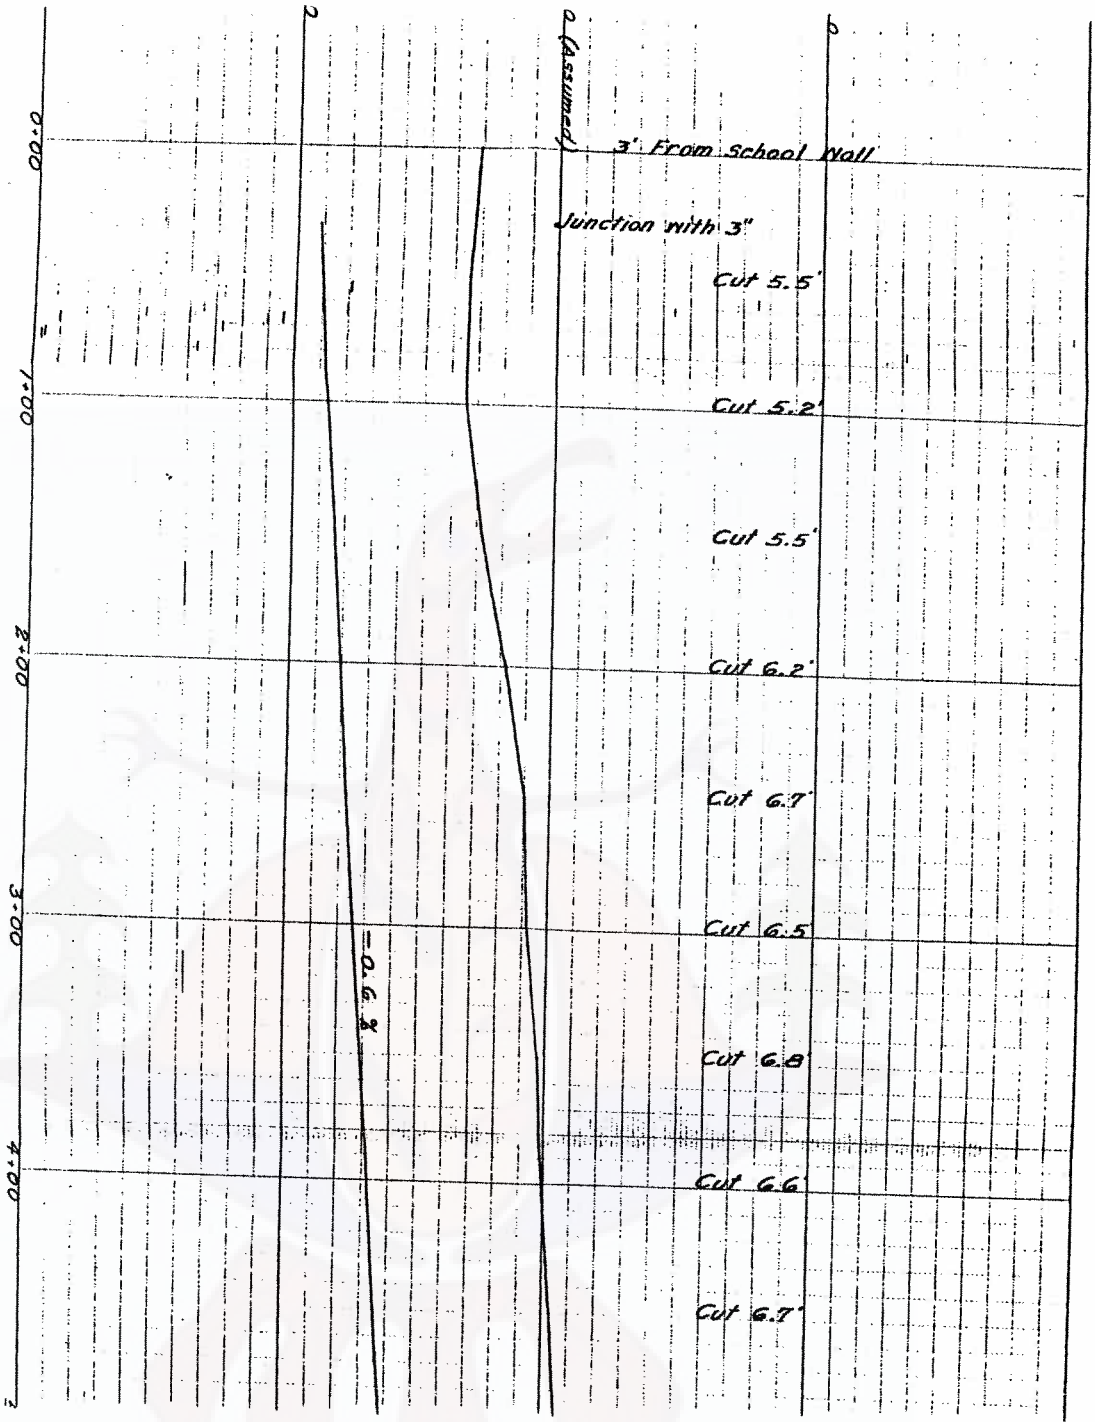 0 (Assumed)
0+00
3' From School Wall
Junction with 3"
Cut 5.5'
1+00
Cut 5.2'
Cut 5.5'
2+00
Cut 6.2'
Cut 6.7'
3+00
Cut 6.5'
-0.6%
Cut 6.8
4+00
Cut 6.6
Cut 6.7'